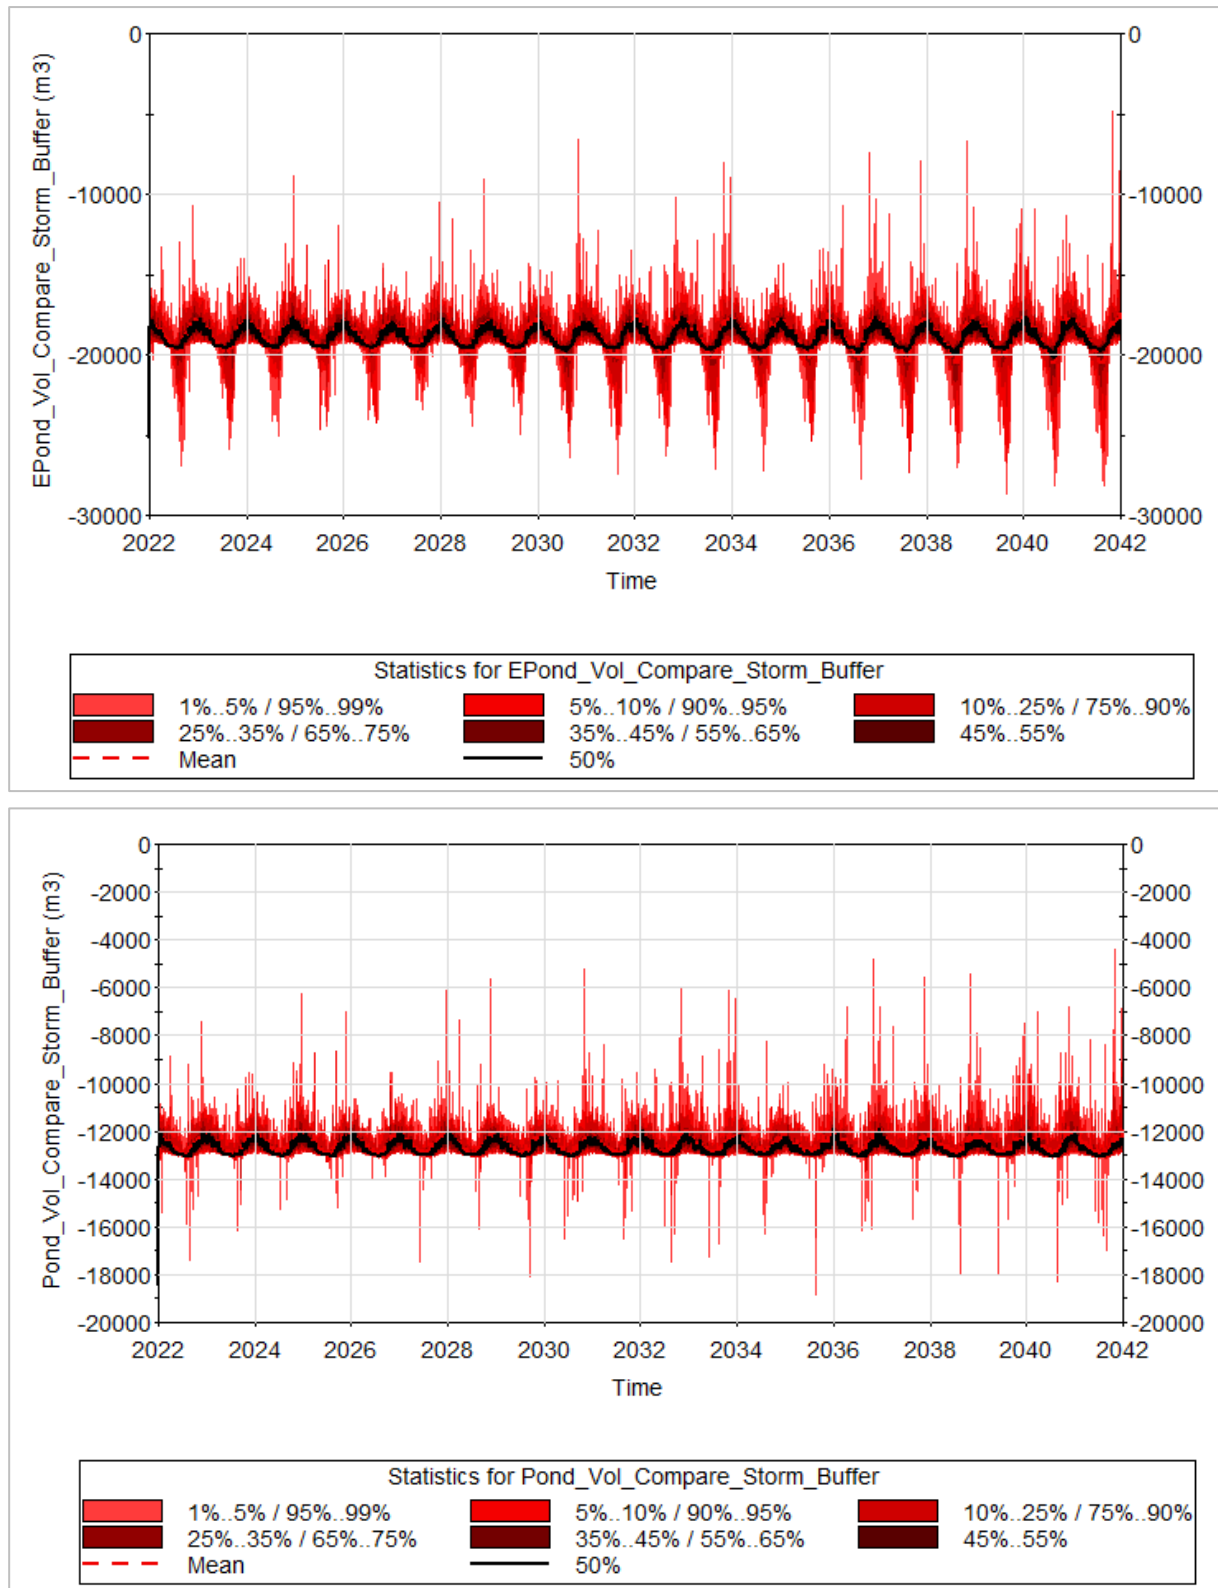 EPond_Vol_Compare_Storm_Buffer (m3)
0 0
-10000 -10000
-20000 -20000
-30000 -30000
2022 2024 2026 2028 2030 2032 2034 2036 2038 2040 2042
Time
Statistics for EPond_Vol_Compare_Storm_Buffer
1%..5% / 95%..99% 5%..10% / 90%..95% 10%..25% / 75%..90%
25%..35% / 65%..75% 35%..45% / 55%..65% 45%..55%
Mean 50%
Pond_Vol_Compare_Storm_Buffer (m3)
0 0
-2000 -2000
-4000 -4000
-6000 -6000
-8000 -8000
-10000 -10000
-12000 -12000
-14000 -14000
-16000 -16000
-18000 -18000
-20000 -20000
2022 2024 2026 2028 2030 2032 2034 2036 2038 2040 2042
Time
Statistics for Pond_Vol_Compare_Storm_Buffer
1%..5% / 95%..99% 5%..10% / 90%..95% 10%..25% / 75%..90%
25%..35% / 65%..75% 35%..45% / 55%..65% 45%..55%
Mean 50%